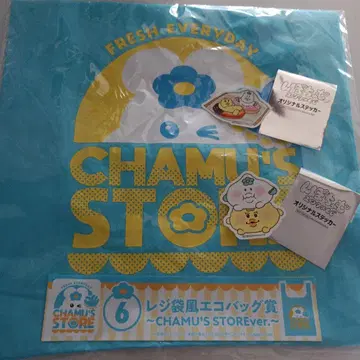 FRESH EVERYDAY
CHAMU'S
STORE
オリジナルステッカー
オリジナルステッカー
CHAMU'S
STORE
6
レジ袋風エコバッグ賞
〜CHAMU'S STOREver.〜